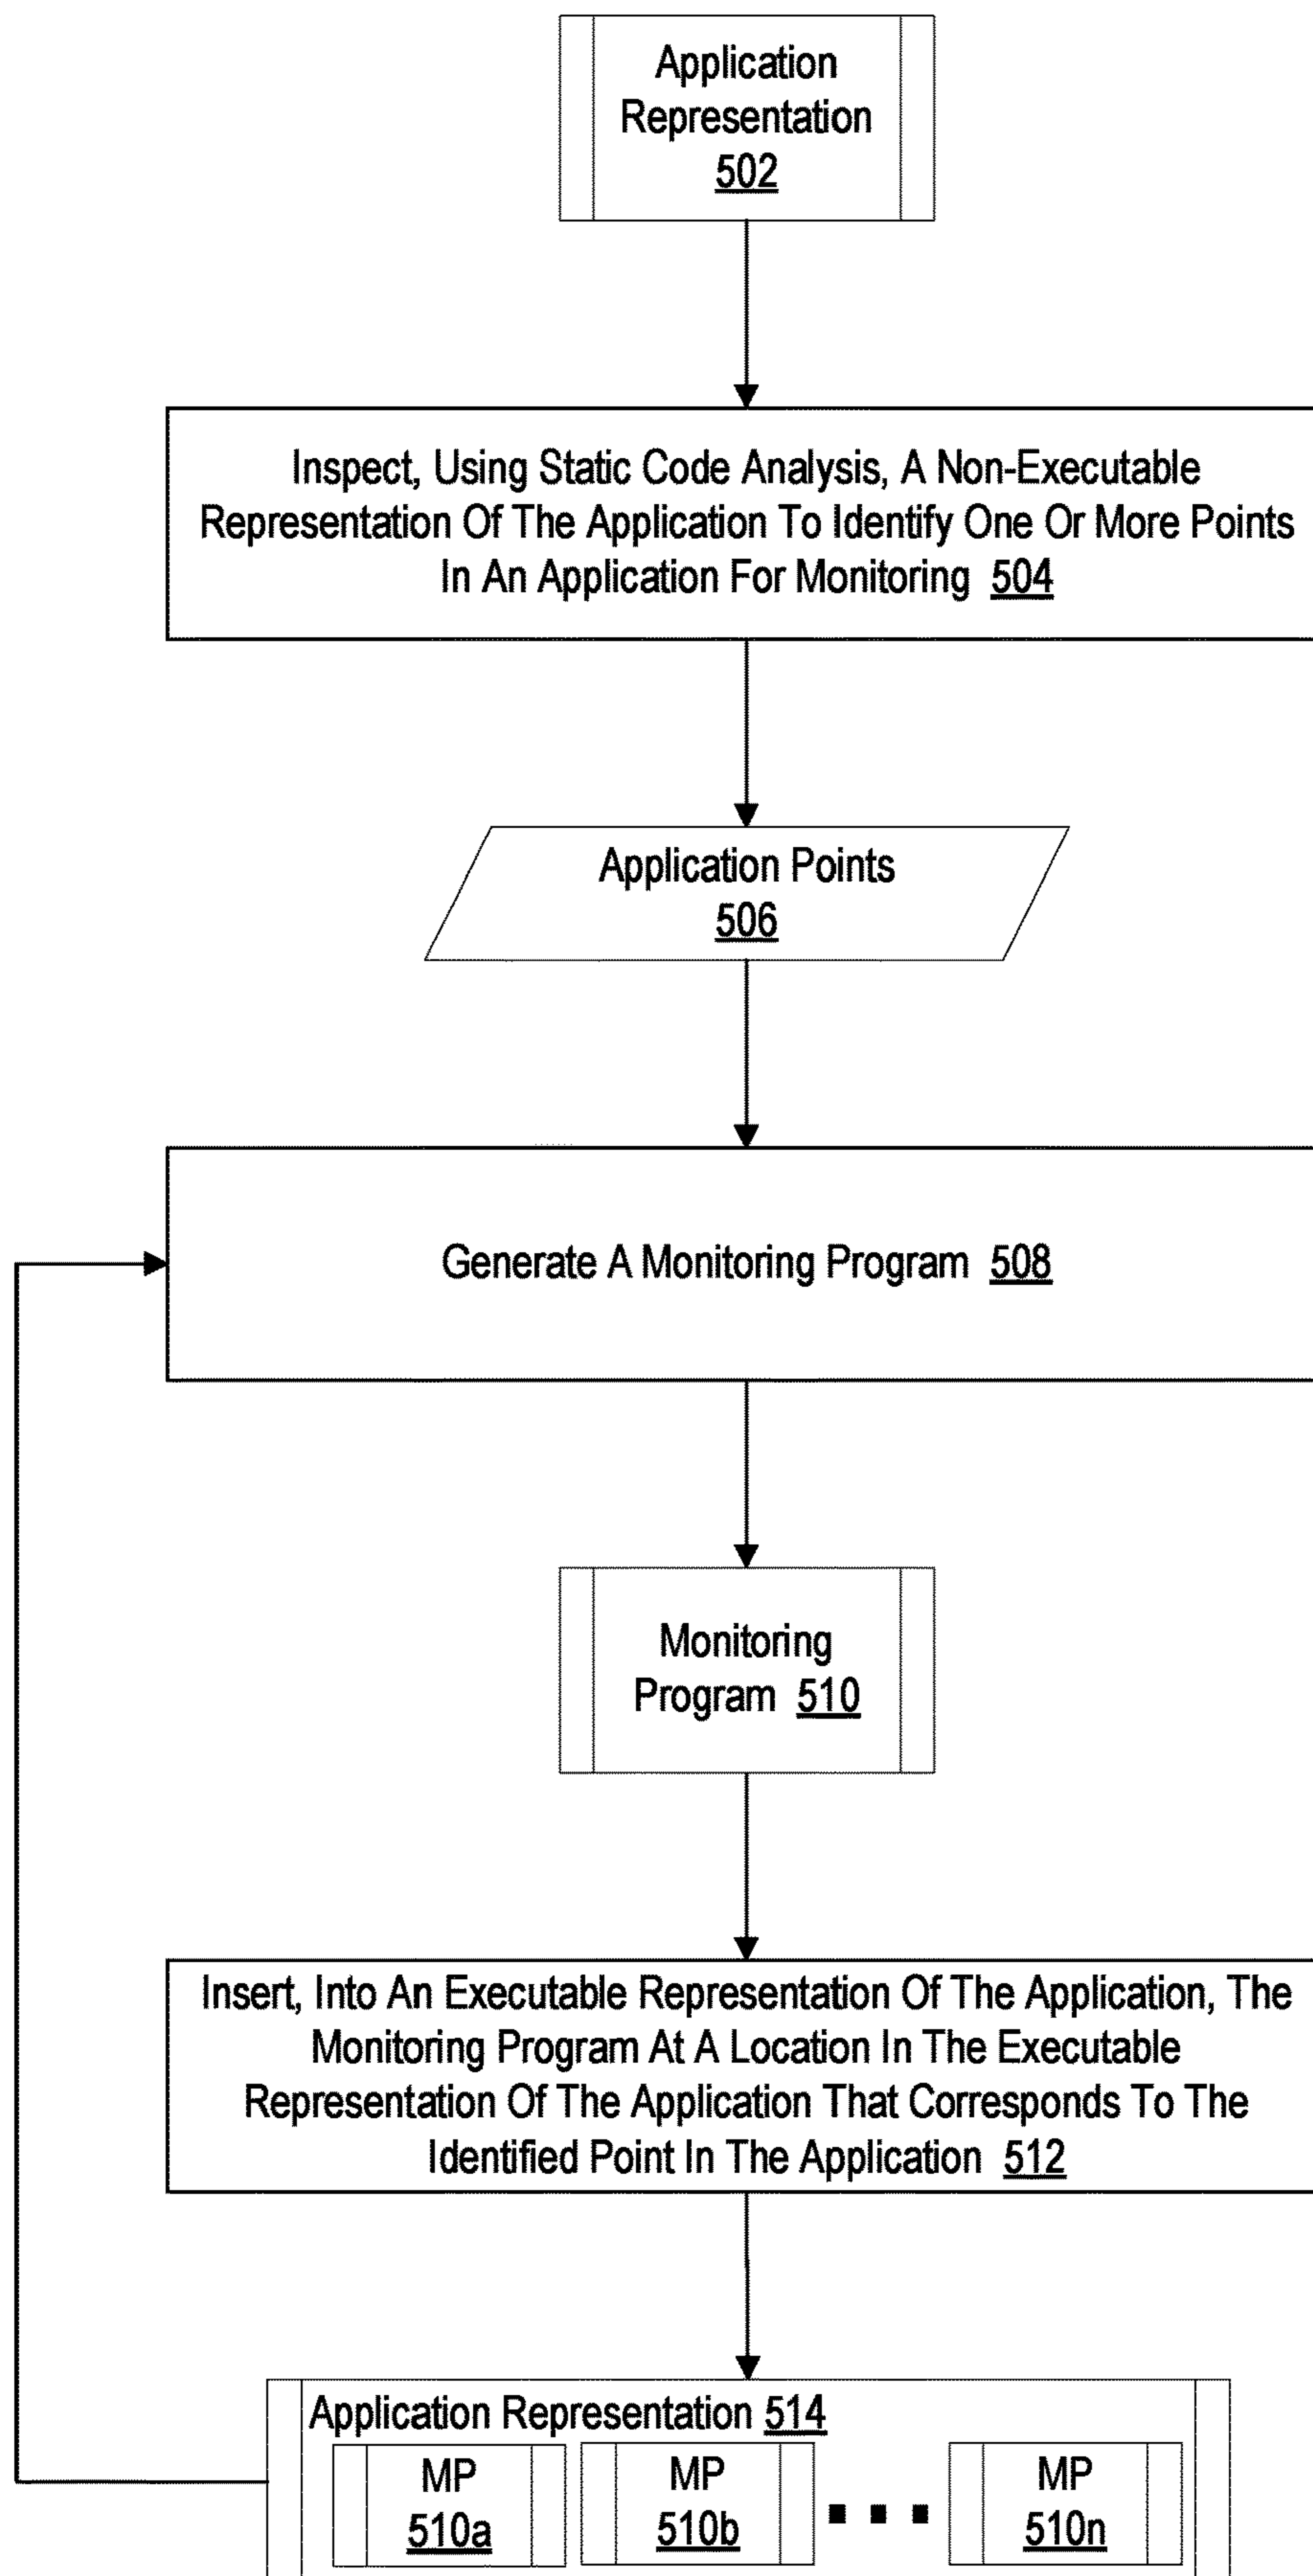 Application
Representation
502
Inspect, Using Static Code Analysis, A Non-Executable
Representation Of The Application To Identify One Or More Points
In An Application For Monitoring 504
Application Points
506
Generate A Monitoring Program 508
Monitoring
Program 510
Insert, Into An Executable Representation Of The Application, The
Monitoring Program At A Location In The Executable
Representation Of The Application That Corresponds To The
Identified Point In The Application 512
Application Representation 514
MP
510a
MP
510b
MP
510n